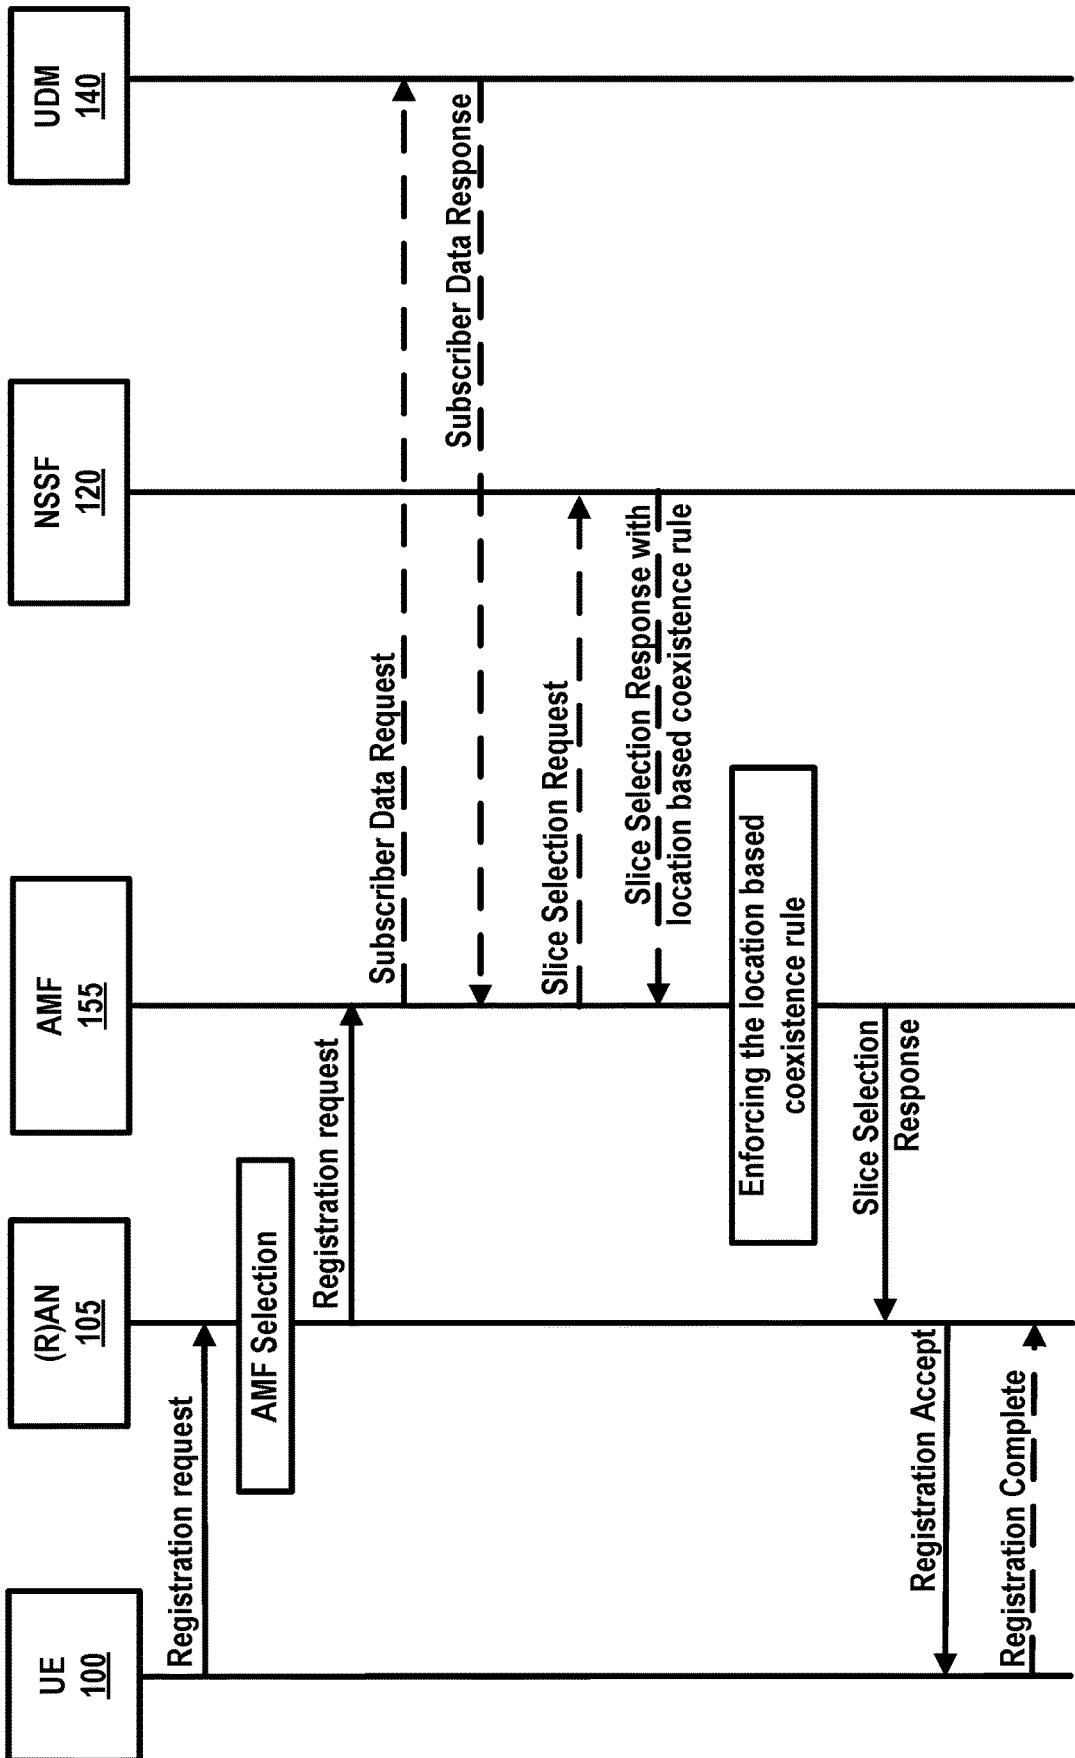 UE
100
(R)AN
105
AMF
155
NSSF
120
UDM
140
Registration request
AMF Selection
Registration request
Subscriber Data Request
Subscriber Data Response
Slice Selection Request
Slice Selection Response with
location based coexistence rule
Enforcing the location based
coexistence rule
Slice Selection
Response
Registration Accept
Registration Complete